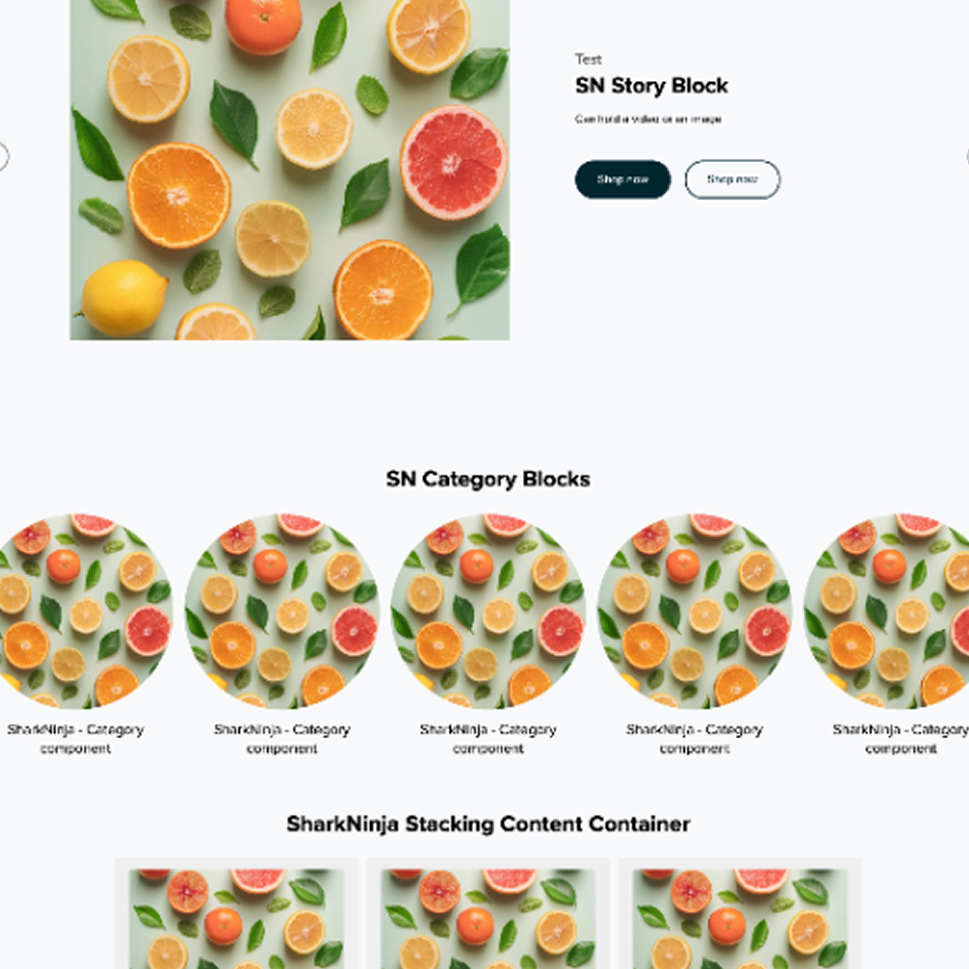 Test
SN Story Block
Can hold a video or an image
Shop now
Shop now
SN Category Blocks
SharkNinja - Category
component
SharkNinja - Category
component
SharkNinja - Category
component
SharkNinja - Category
component
SharkNinja - Category
component
SharkNinja Stacking Content Container